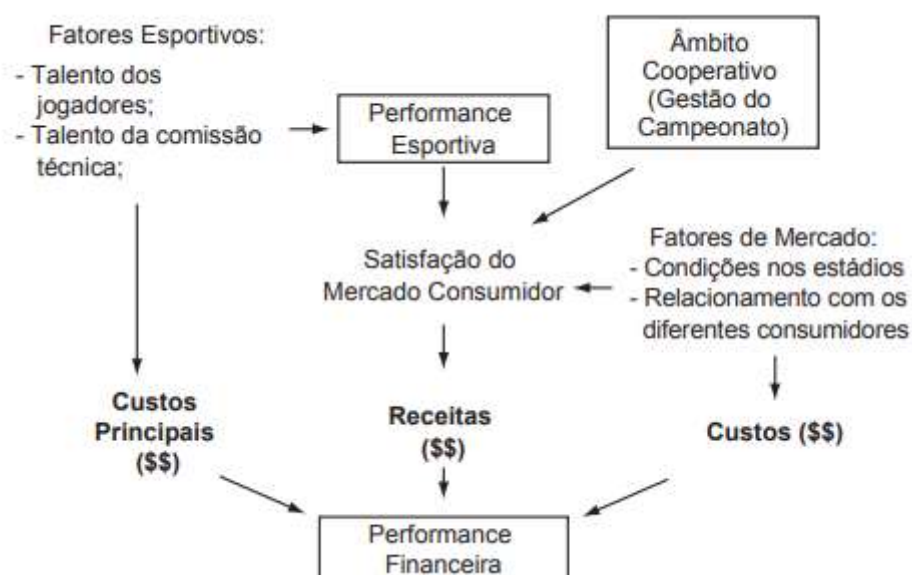 Fatores Esportivos:
- Talento dos
jogadores;
- Talento da comissão
técnica;
Performance
Esportiva
Âmbito
Cooperativo
(Gestão do
Campeonato)
Satisfação do
Mercado Consumidor
Fatores de Mercado:
- Condições nos estádios
- Relacionamento com os
diferentes consumidores
Custos
Principais
($$)
Receitas
($$)
Custos ($$)
Performance
Financeira